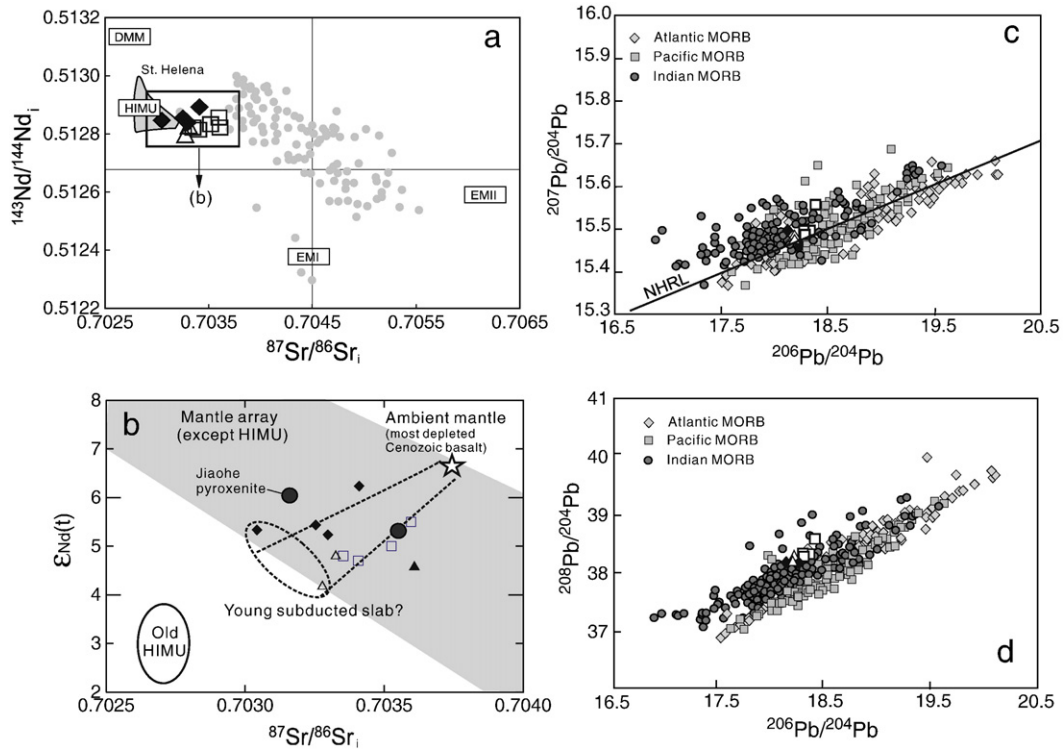 a
0.5132
0.5130
0.5128
0.5126
0.5124
0.5122
143Nd/144Ndi
DMM
St. Helena
HIMU
(b)
EMII
EMI
0.7025
0.7035
0.7045
0.7055
0.7065
87Sr/86Sri
c
16.0
15.9
15.8
15.7
15.6
15.5
15.4
15.3
207Pb/204Pb
Atlantic MORB
Pacific MORB
Indian MORB
NHRL
16.5
17.5
18.5
19.5
20.5
206Pb/204Pb
b
8
7
6
5
4
3
2
εNd(t)
Mantle array
(except HIMU)
Ambient mantle
(most depleted
Cenozoic basalt)
Jiaohe
pyroxenite
Young subducted slab?
Old
HIMU
0.7025
0.7030
0.7035
0.7040
87Sr/86Sri
d
41
40
39
38
37
208Pb/204Pb
Atlantic MORB
Pacific MORB
Indian MORB
16.5
17.5
18.5
19.5
20.5
206Pb/204Pb